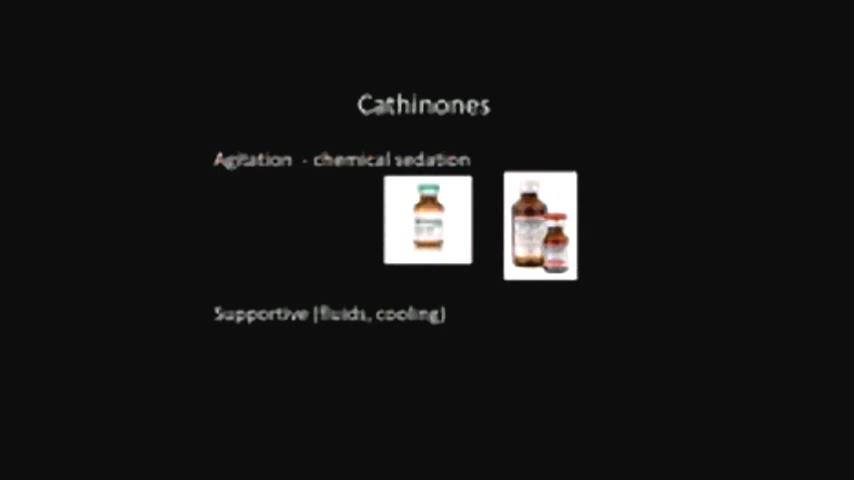 Cathinones
Agitation - chemical sedation
Supportive (fluids, cooling)